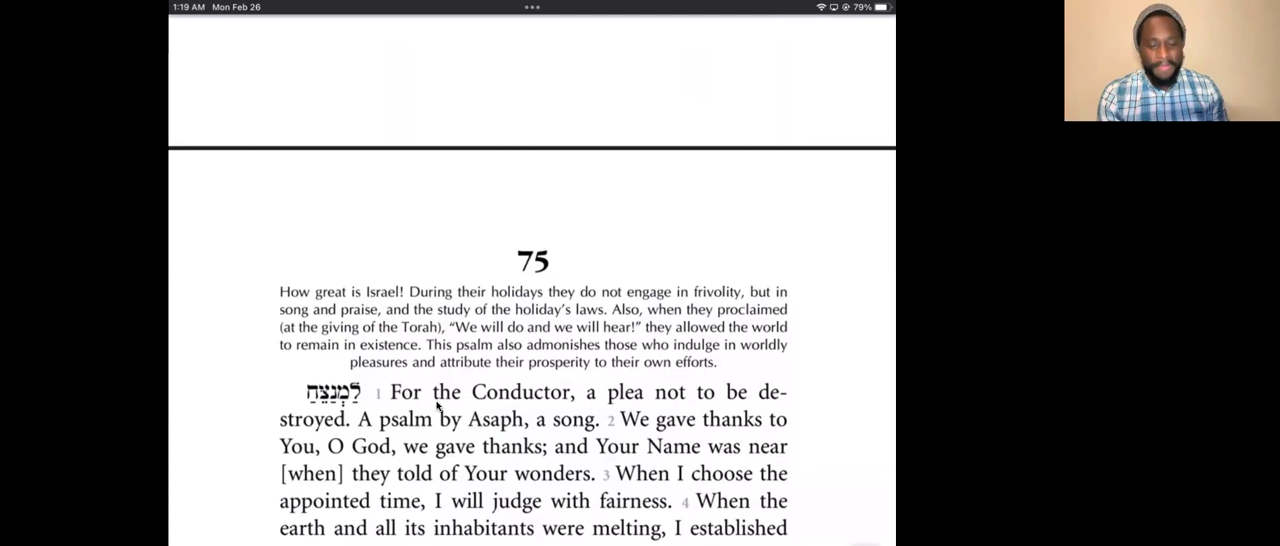 1:19 AM Mon Feb 26
79%
75
How great is Israel! During their holidays they do not engage in frivolity, but in
song and praise, and the study of the holiday's laws. Also, when they proclaimed
(at the giving of the Torah), “We will do and we will hear!” they allowed the world
to remain in existence. This psalm also admonishes those who indulge in worldly
pleasures and attribute their prosperity to their own efforts.
לַמְנַצֵּחַ 1 For the Conductor, a plea not to be de-
stroyed. A psalm by Asaph, a song. 2 We gave thanks to
You, O God, we gave thanks; and Your Name was near
[when] they told of Your wonders. 3 When I choose the
appointed time, I will judge with fairness. 4 When the
earth and all its inhabitants were melting, I established